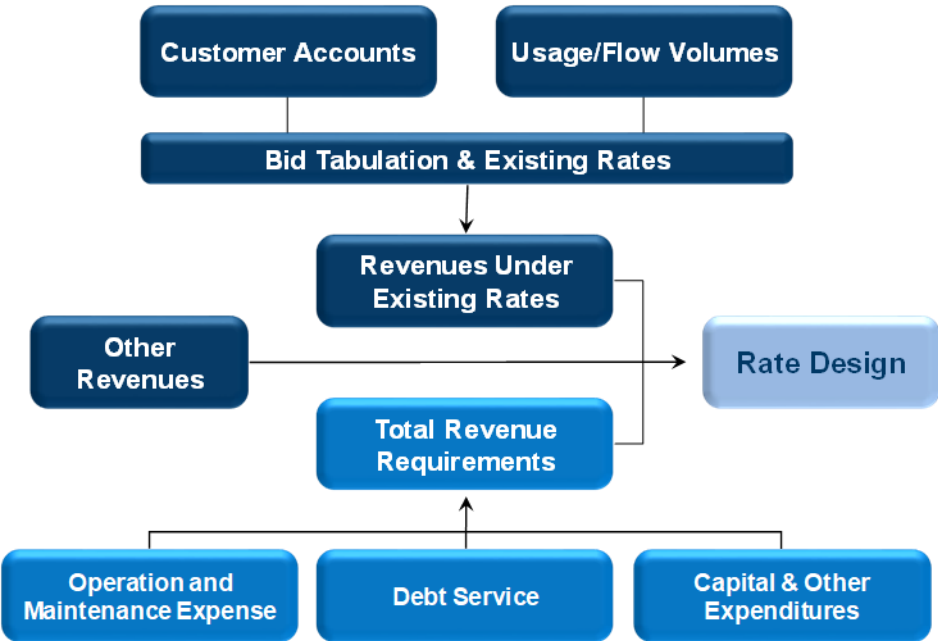 Customer Accounts
Usage/Flow Volumes
Bid Tabulation & Existing Rates
Revenues Under
Existing Rates
Other
Revenues
Rate Design
Total Revenue
Requirements
Operation and
Maintenance Expense
Debt Service
Capital & Other
Expenditures